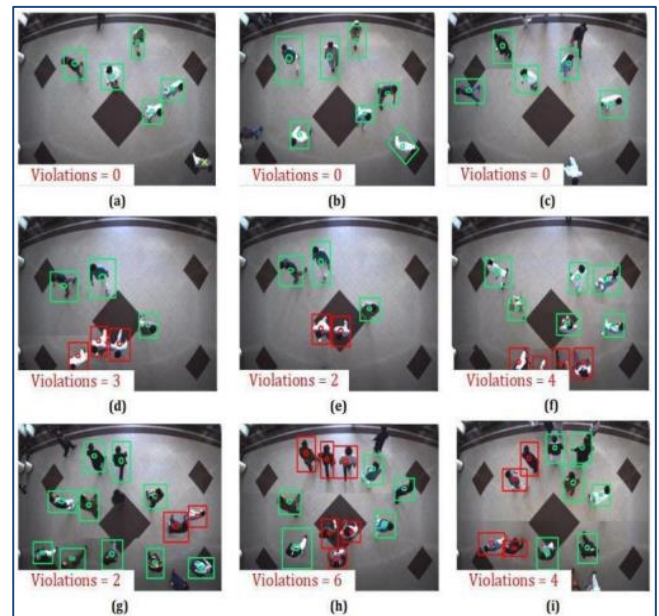 Violations = 0
Violations = 0
Violations = 0
(a)
(b)
(c)
Violations = 3
Violations = 2
Violations = 4
(d)
(e)
(f)
Violations = 2
Violations = 6
Violations = 4
(g)
(h)
(i)